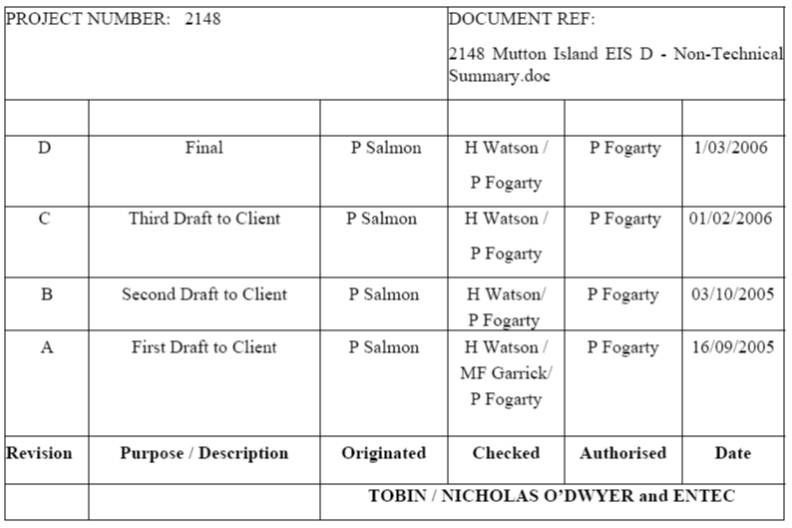 PROJECT NUMBER: 2148
DOCUMENT REF:
2148 Mutton Island EIS D - Non-Technical
Summary.doc
D Final P Salmon H Watson / P Fogarty 1/03/2006
P Fogarty
C Third Draft to Client P Salmon H Watson / P Fogarty 01/02/2006
P Fogarty
B Second Draft to Client P Salmon H Watson/ P Fogarty 03/10/2005
P Fogarty
A First Draft to Client P Salmon H Watson / P Fogarty 16/09/2005
MF Garrick/
P Fogarty
Revision Purpose / Description Originated Checked Authorised Date
TOBIN / NICHOLAS O’DWYER and ENTEC